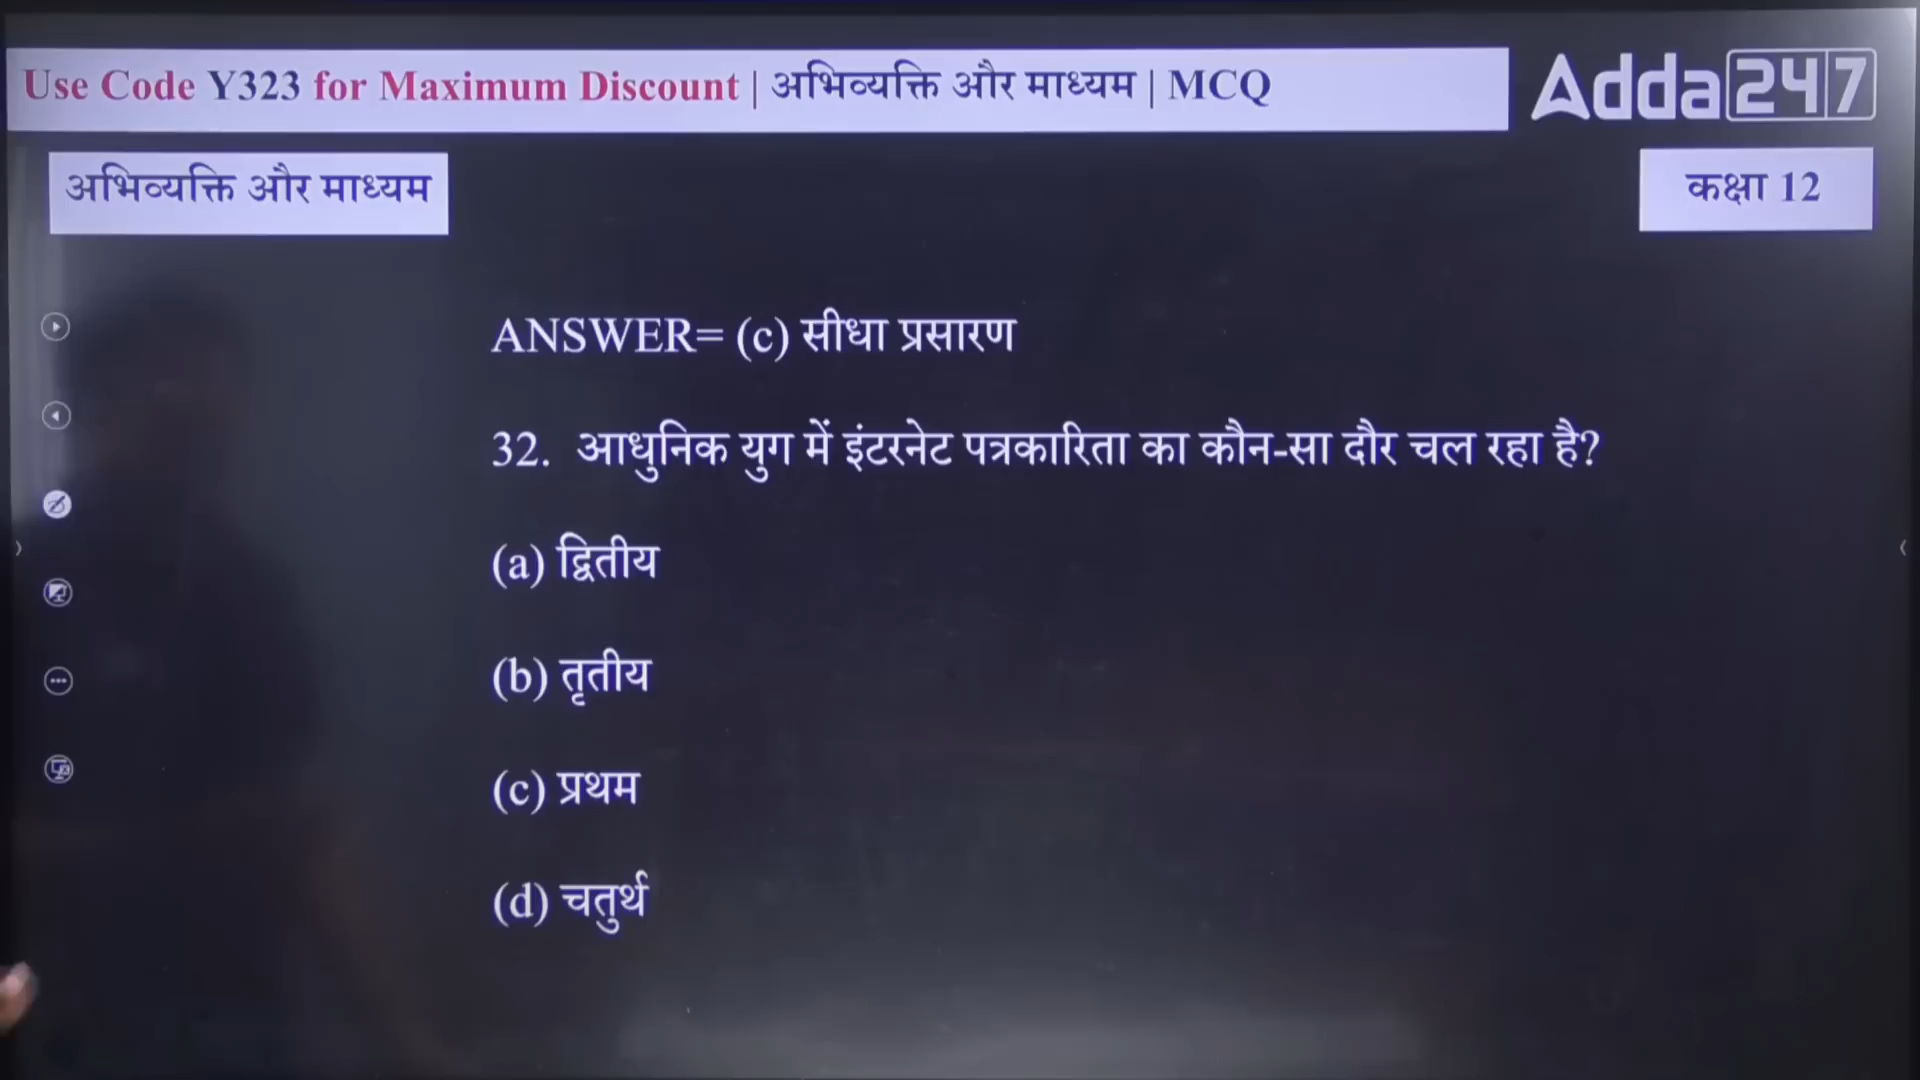 Use Code Y323 for Maximum Discount | अभिव्यक्ति और माध्यम | MCQ
Adda247
अभिव्यक्ति और माध्यम
कक्षा 12
ANSWER= (c) सीधा प्रसारण
32. आधुनिक युग में इंटरनेट पत्रकारिता का कौन-सा दौर चल रहा है?
(a) द्वितीय
(b) तृतीय
(c) प्रथम
(d) चतुर्थ